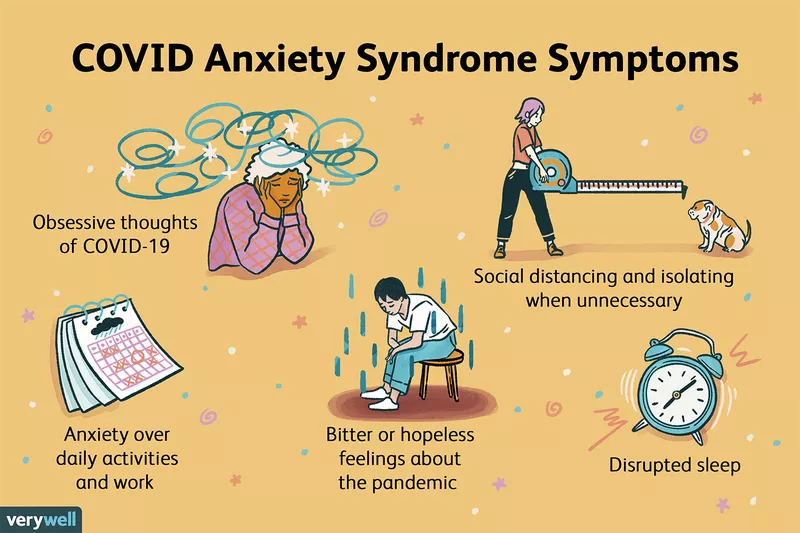 COVID Anxiety Syndrome Symptoms
Obsessive thoughts
of COVID-19
Social distancing and isolating
when unnecessary
Anxiety over
daily activities
and work
Bitter or hopeless
feelings about
the pandemic
Disrupted sleep
verywell